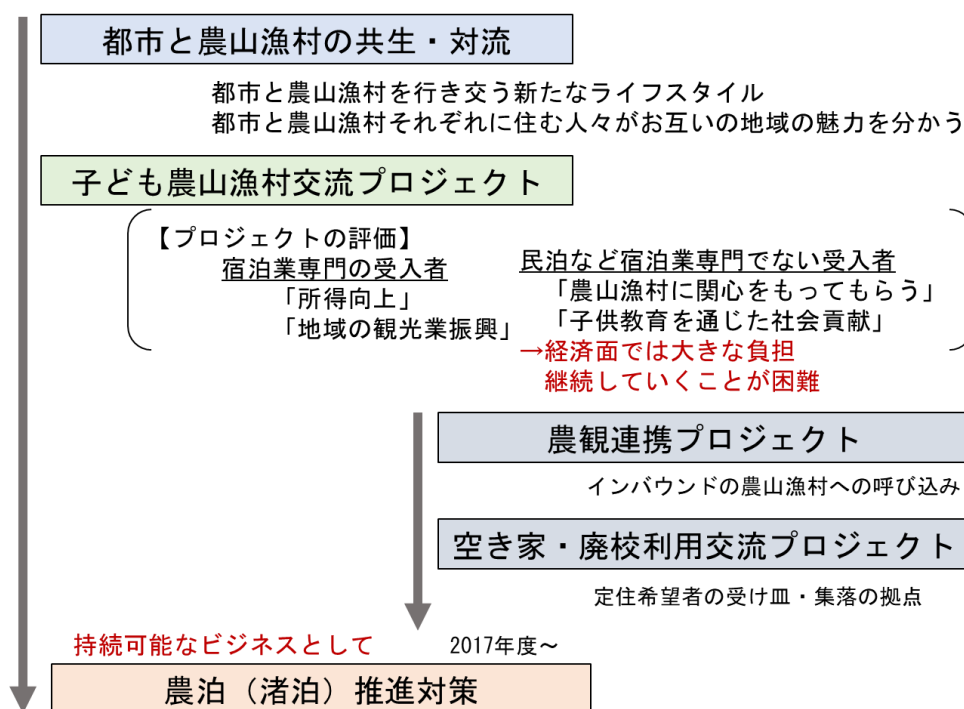 都市と農山漁村の共生・対流
都市と農山漁村を行き交う新たなライフスタイル
都市と農山漁村それぞれに住む人々がお互いの地域の魅力を分かう
子ども農山漁村交流プロジェクト
【プロジェクトの評価】
宿泊業専門の受入者
「所得向上」
「地域の観光業振興」
民泊など宿泊業専門でない受入者
「農山漁村に関心をもってもらう」
「子供教育を通じた社会貢献」
→経済面では大きな負担
継続していくことが困難
農観連携プロジェクト
インバウンドの農山漁村への呼び込み
空き家・廃校利用交流プロジェクト
定住希望者の受け皿・集落の拠点
持続可能なビジネスとして
2017年度~
農泊（渚泊）推進対策